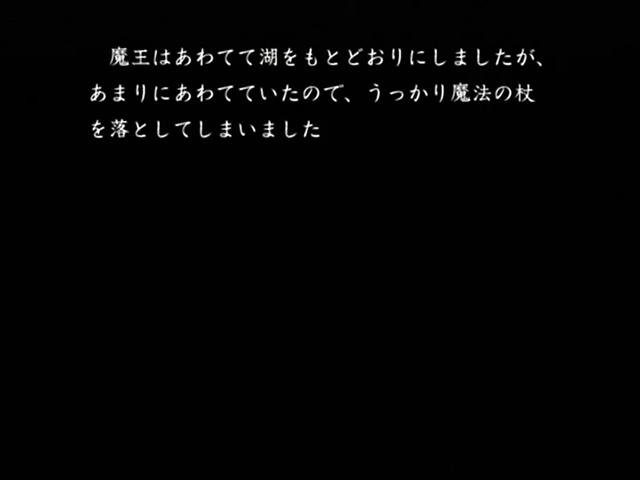 魔王はあわてて湖をもとどおりにしましたが、
あまりにあわてていたので、うっかり魔法の杖
を落としてしまいました